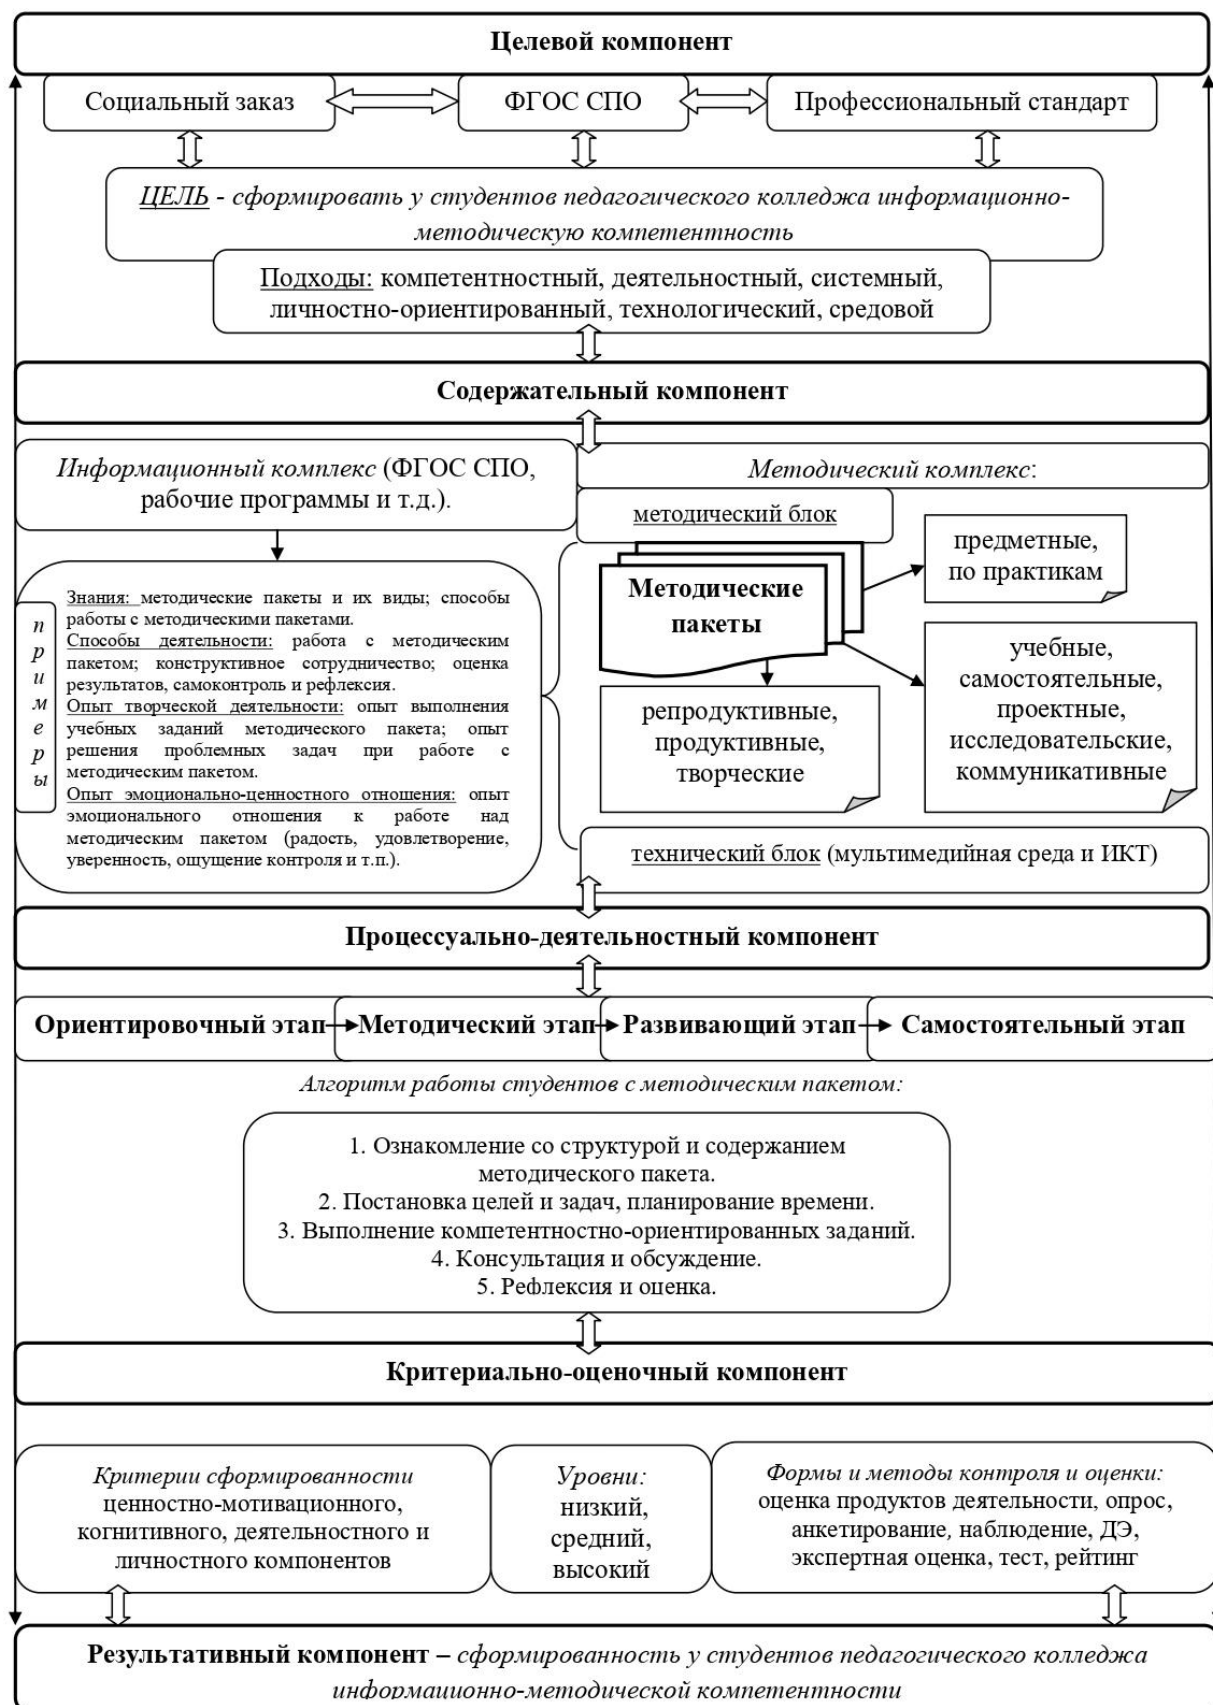 Целевой компонент
Социальный заказ
ФГОС СПО
Профессиональный стандарт
ЦЕЛЬ - сформировать у студентов педагогического колледжа информационно-
методическую компетентность
Подходы: компетентностный, деятельностный, системный,
личностно-ориентированный, технологический, средовой
Содержательный компонент
Информационный комплекс (ФГОС СПО,
рабочие программы и т.д.).
Методический комплекс:
методический блок
примеры
Знания: методические пакеты и их виды; способы
работы с методическими пакетами.
Способы деятельности: работа с методическим
пакетом; конструктивное сотрудничество; оценка
результатов, самоконтроль и рефлексия.
Опыт творческой деятельности: опыт выполнения
учебных заданий методического пакета; опыт
решения проблемных задач при работе с
методическим пакетом.
Опыт эмоционально-ценностного отношения: опыт
эмоционального отношения к работе над
методическим пакетом (радость, удовлетворение,
уверенность, ощущение контроля и т.п.).
Методические
пакеты
предметные,
по практикам
учебные,
самостоятельные,
проектные,
исследовательские,
коммуникативные
репродуктивные,
продуктивные,
творческие
технический блок (мультимедийная среда и ИКТ)
Процессуально-деятельностный компонент
Ориентировочный этап
Методический этап
Развивающий этап
Самостоятельный этап
Алгоритм работы студентов с методическим пакетом:
1. Ознакомление со структурой и содержанием
методического пакета.
2. Постановка целей и задач, планирование времени.
3. Выполнение компетентностно-ориентированных заданий.
4. Консультация и обсуждение.
5. Рефлексия и оценка.
Критериально-оценочный компонент
Критерии сформированности
ценностно-мотивационного,
когнитивного, деятельностного и
личностного компонентов
Уровни:
низкий,
средний,
высокий
Формы и методы контроля и оценки:
оценка продуктов деятельности, опрос,
анкетирование, наблюдение, ДЭ,
экспертная оценка, тест, рейтинг
Результативный компонент – сформированность у студентов педагогического колледжа
информационно-методической компетентности